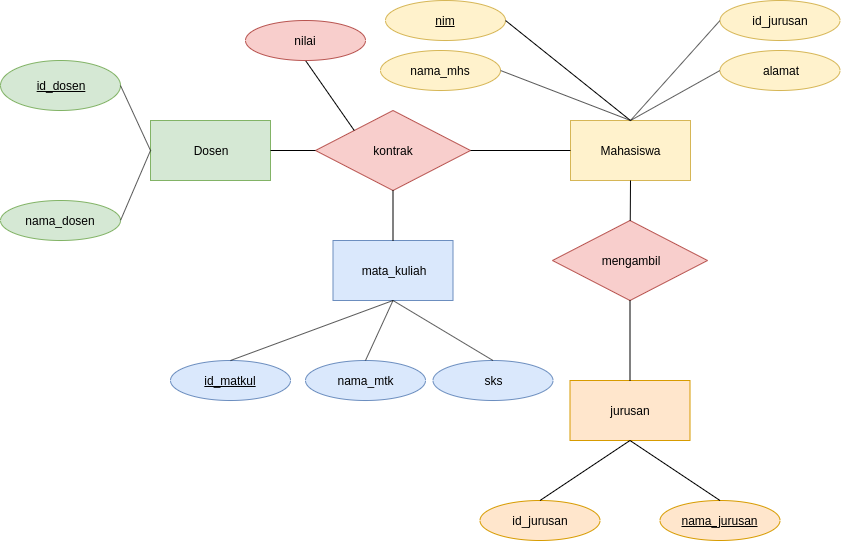 nim
id_jurusan
nilai
nama_mhs
alamat
id_dosen
Dosen
kontrak
Mahasiswa
nama_dosen
mata_kuliah
mengambil
id_matkul
nama_mtk
sks
jurusan
id_jurusan
nama_jurusan